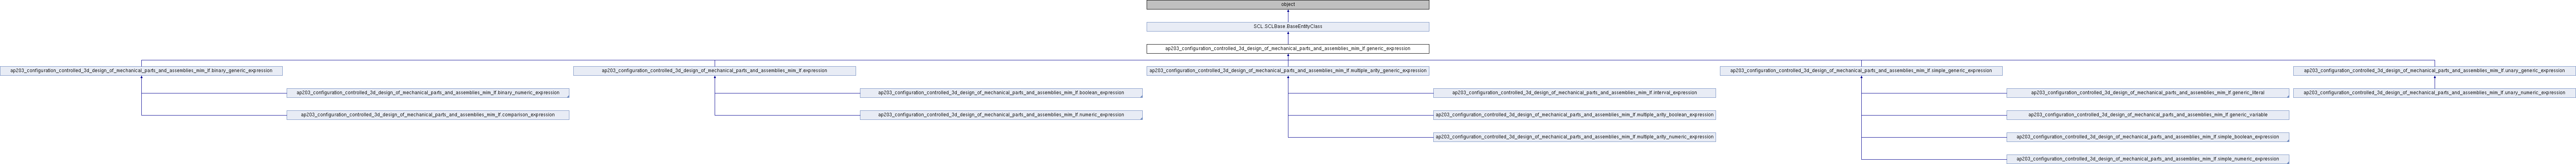 object
SCL.SCLBase.BaseEntityClass
ap203_configuration_controlled_3d_design_of_mechanical_parts_and_assemblies_mim_lf.generic_expression
ap203_configuration_controlled_3d_design_of_mechanical_parts_and_assemblies_mim_lf.binary_generic_expression
ap203_configuration_controlled_3d_design_of_mechanical_parts_and_assemblies_mim_lf.expression
ap203_configuration_controlled_3d_design_of_mechanical_parts_and_assemblies_mim_lf.multiple_arity_generic_expression
ap203_configuration_controlled_3d_design_of_mechanical_parts_and_assemblies_mim_lf.simple_generic_expression
ap203_configuration_controlled_3d_design_of_mechanical_parts_and_assemblies_mim_lf.unary_generic_expression
ap203_configuration_controlled_3d_design_of_mechanical_parts_and_assemblies_mim_lf.binary_numeric_expression
ap203_configuration_controlled_3d_design_of_mechanical_parts_and_assemblies_mim_lf.boolean_expression
ap203_configuration_controlled_3d_design_of_mechanical_parts_and_assemblies_mim_lf.interval_expression
ap203_configuration_controlled_3d_design_of_mechanical_parts_and_assemblies_mim_lf.generic_literal
ap203_configuration_controlled_3d_design_of_mechanical_parts_and_assemblies_mim_lf.unary_numeric_expression
ap203_configuration_controlled_3d_design_of_mechanical_parts_and_assemblies_mim_lf.comparison_expression
ap203_configuration_controlled_3d_design_of_mechanical_parts_and_assemblies_mim_lf.numeric_expression
ap203_configuration_controlled_3d_design_of_mechanical_parts_and_assemblies_mim_lf.multiple_arity_boolean_expression
ap203_configuration_controlled_3d_design_of_mechanical_parts_and_assemblies_mim_lf.generic_variable
ap203_configuration_controlled_3d_design_of_mechanical_parts_and_assemblies_mim_lf.multiple_arity_numeric_expression
ap203_configuration_controlled_3d_design_of_mechanical_parts_and_assemblies_mim_lf.simple_boolean_expression
ap203_configuration_controlled_3d_design_of_mechanical_parts_and_assemblies_mim_lf.simple_numeric_expression